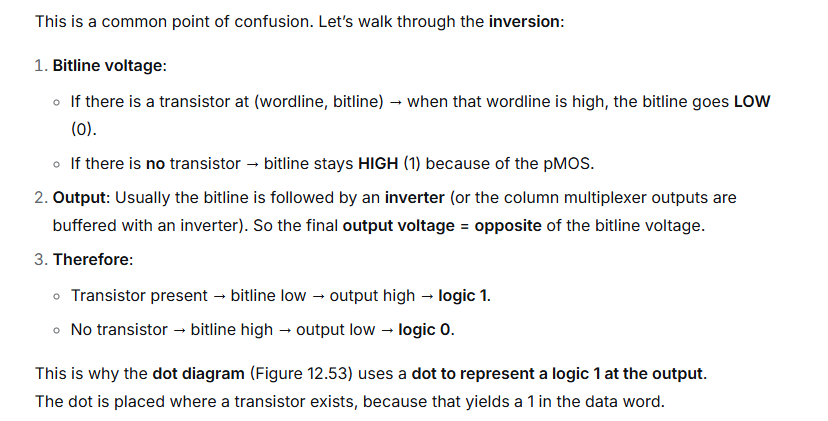 This is a common point of confusion. Let's walk through the inversion:
1. Bitline voltage:
◦ If there is a transistor at (wordline, bitline) → when that wordline is high, the bitline goes LOW
(0).
◦ If there is no transistor → bitline stays HIGH (1) because of the pMOS.
2. Output: Usually the bitline is followed by an inverter (or the column multiplexer outputs are
buffered with an inverter). So the final output voltage = opposite of the bitline voltage.
3. Therefore:
◦ Transistor present → bitline low → output high → logic 1.
◦ No transistor → bitline high → output low → logic 0.
This is why the dot diagram (Figure 12.53) uses a dot to represent a logic 1 at the output.
The dot is placed where a transistor exists, because that yields a 1 in the data word.